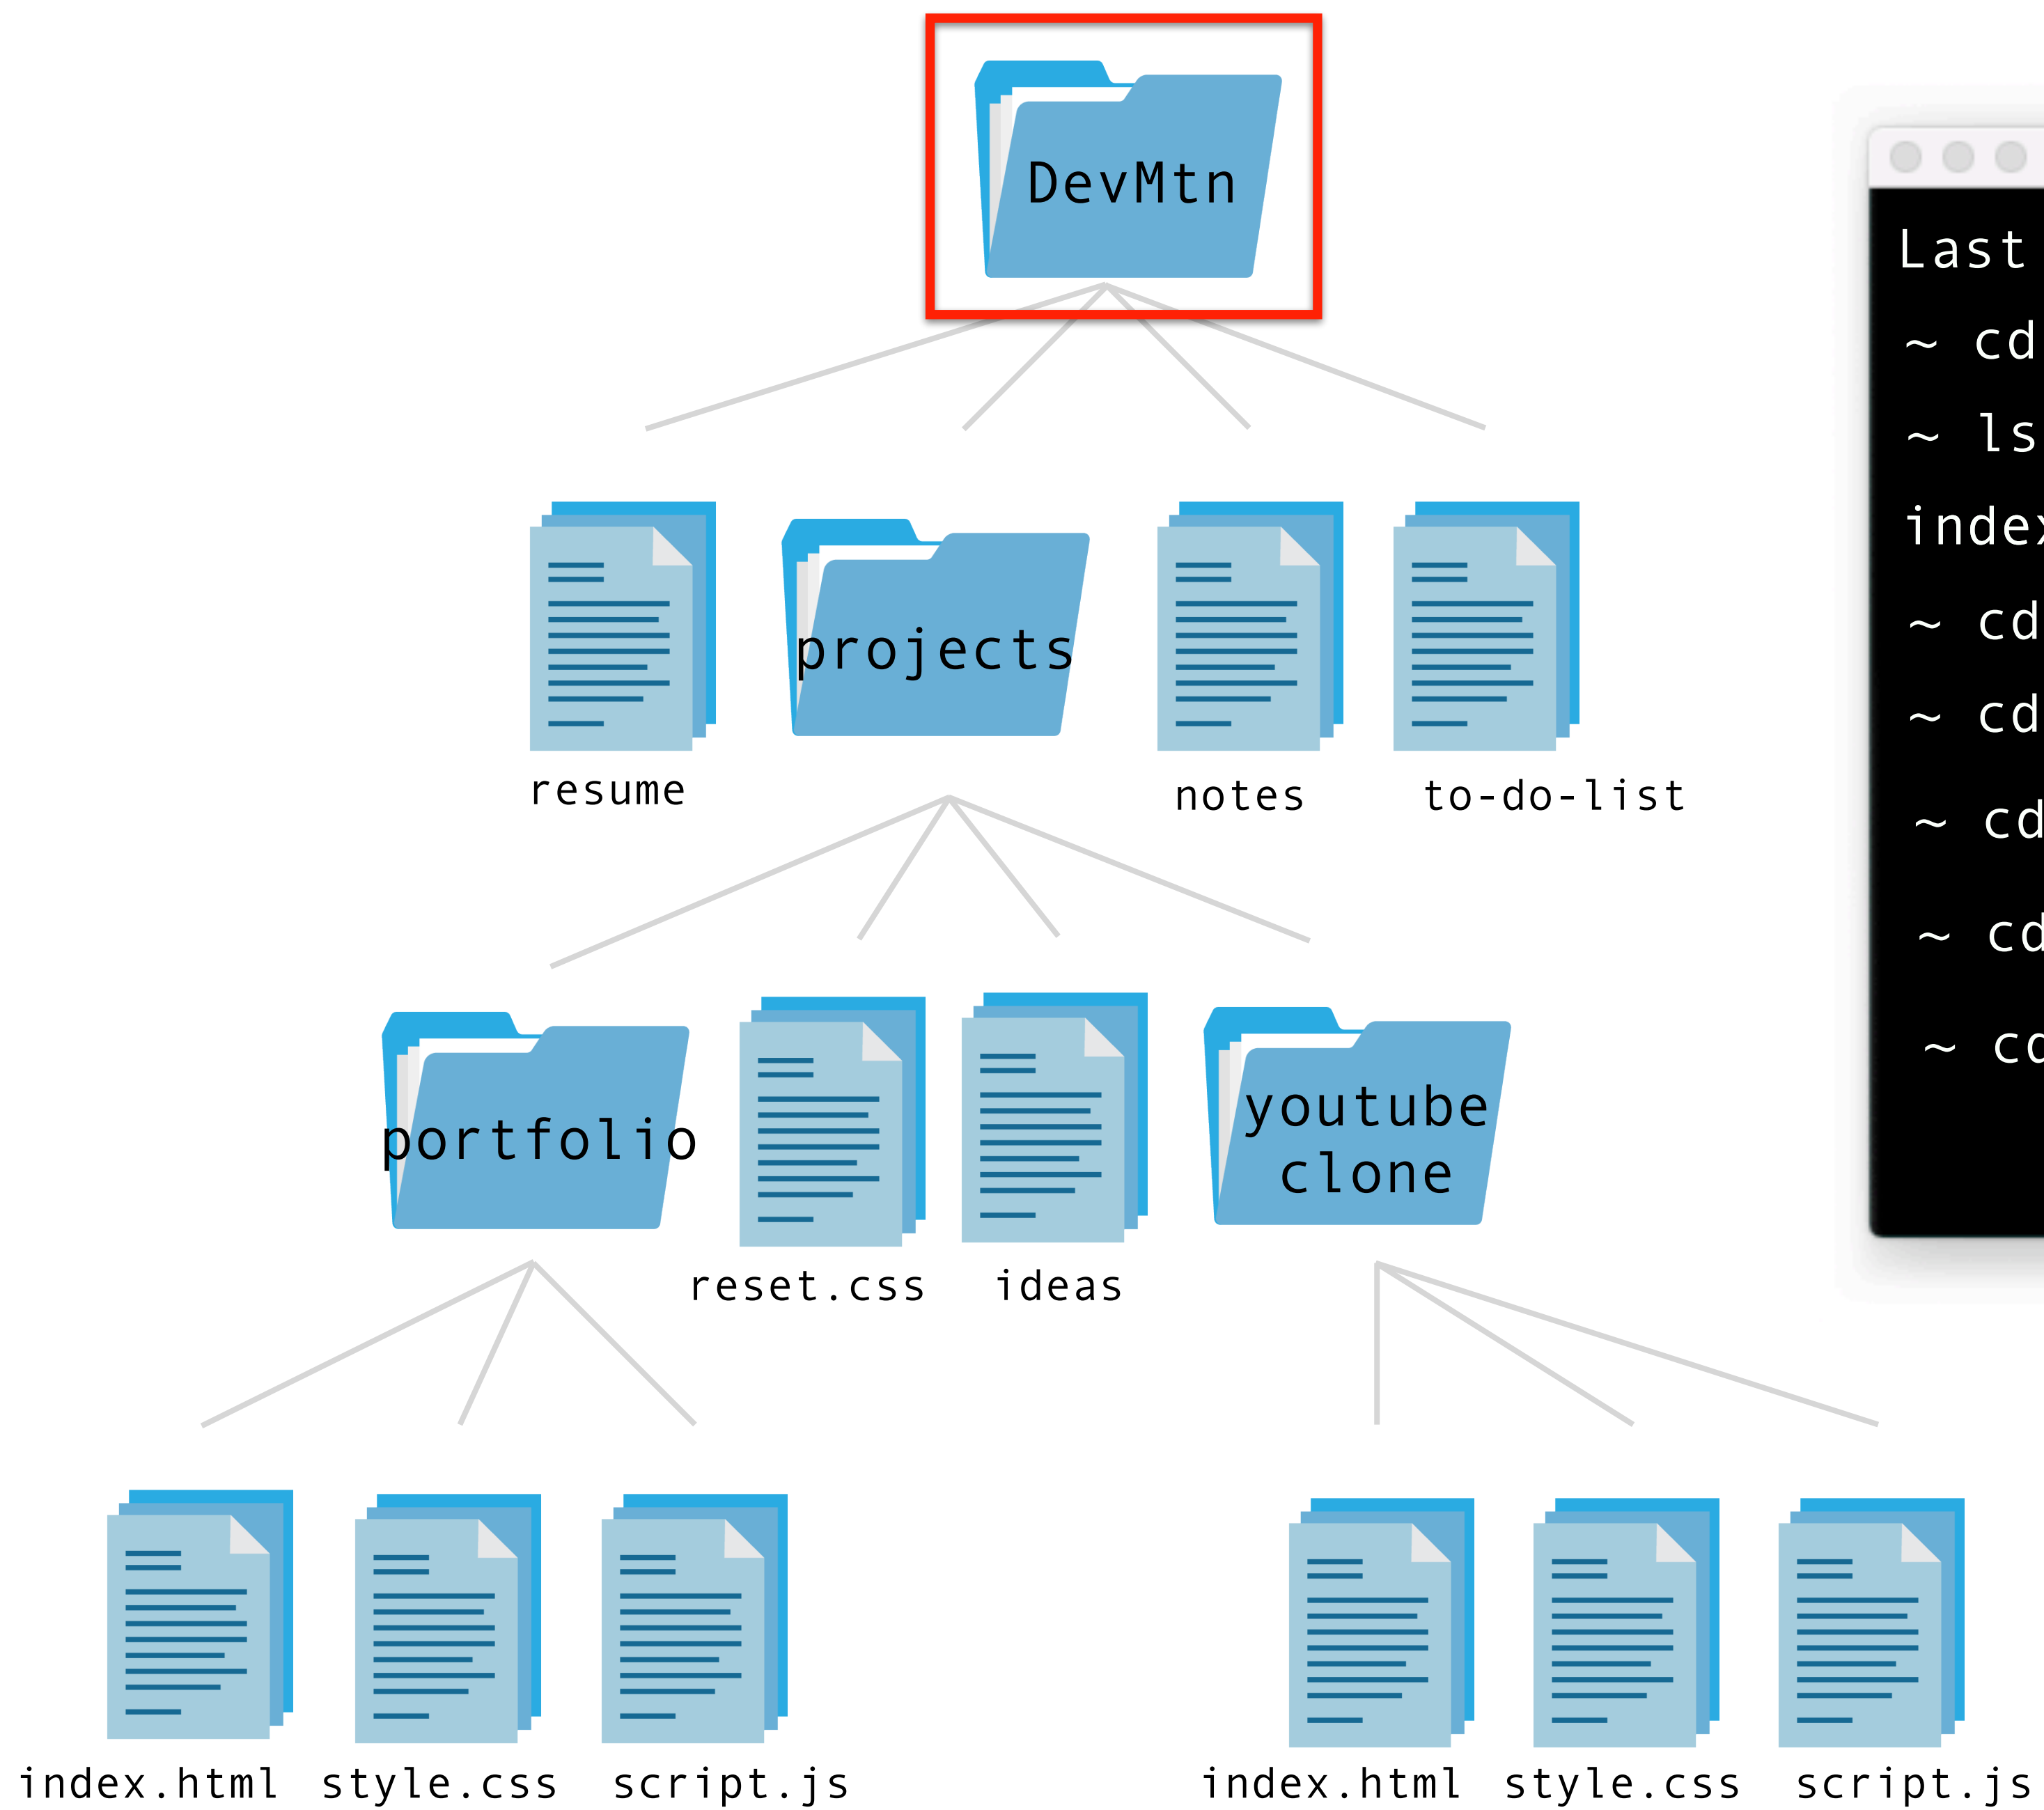 DevMtn
projects
resume
notes
to-do-list
portfolio
youtube
clone
reset.css
ideas
index.html
style.css
script.js
index.html
style.css
script.js
Last
~ cd
~ ls
index
~ cd
~ cd
~ cd
~ cd
~ cd